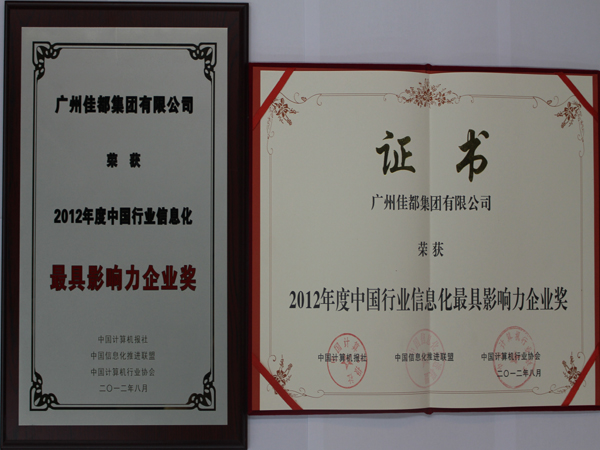 广州佳都集团有限公司
荣获
2012年度中国行业信息化
最具影响力企业奖
中国计算机报社
中国信息化推进联盟
中国计算机行业协会
二〇一二年八月
证书
广州佳都集团有限公司
荣获
2012年度中国行业信息化最具影响力企业奖
中国计算机报社 中国信息化推进联盟 中国计算机行业协会
二〇一二年八月